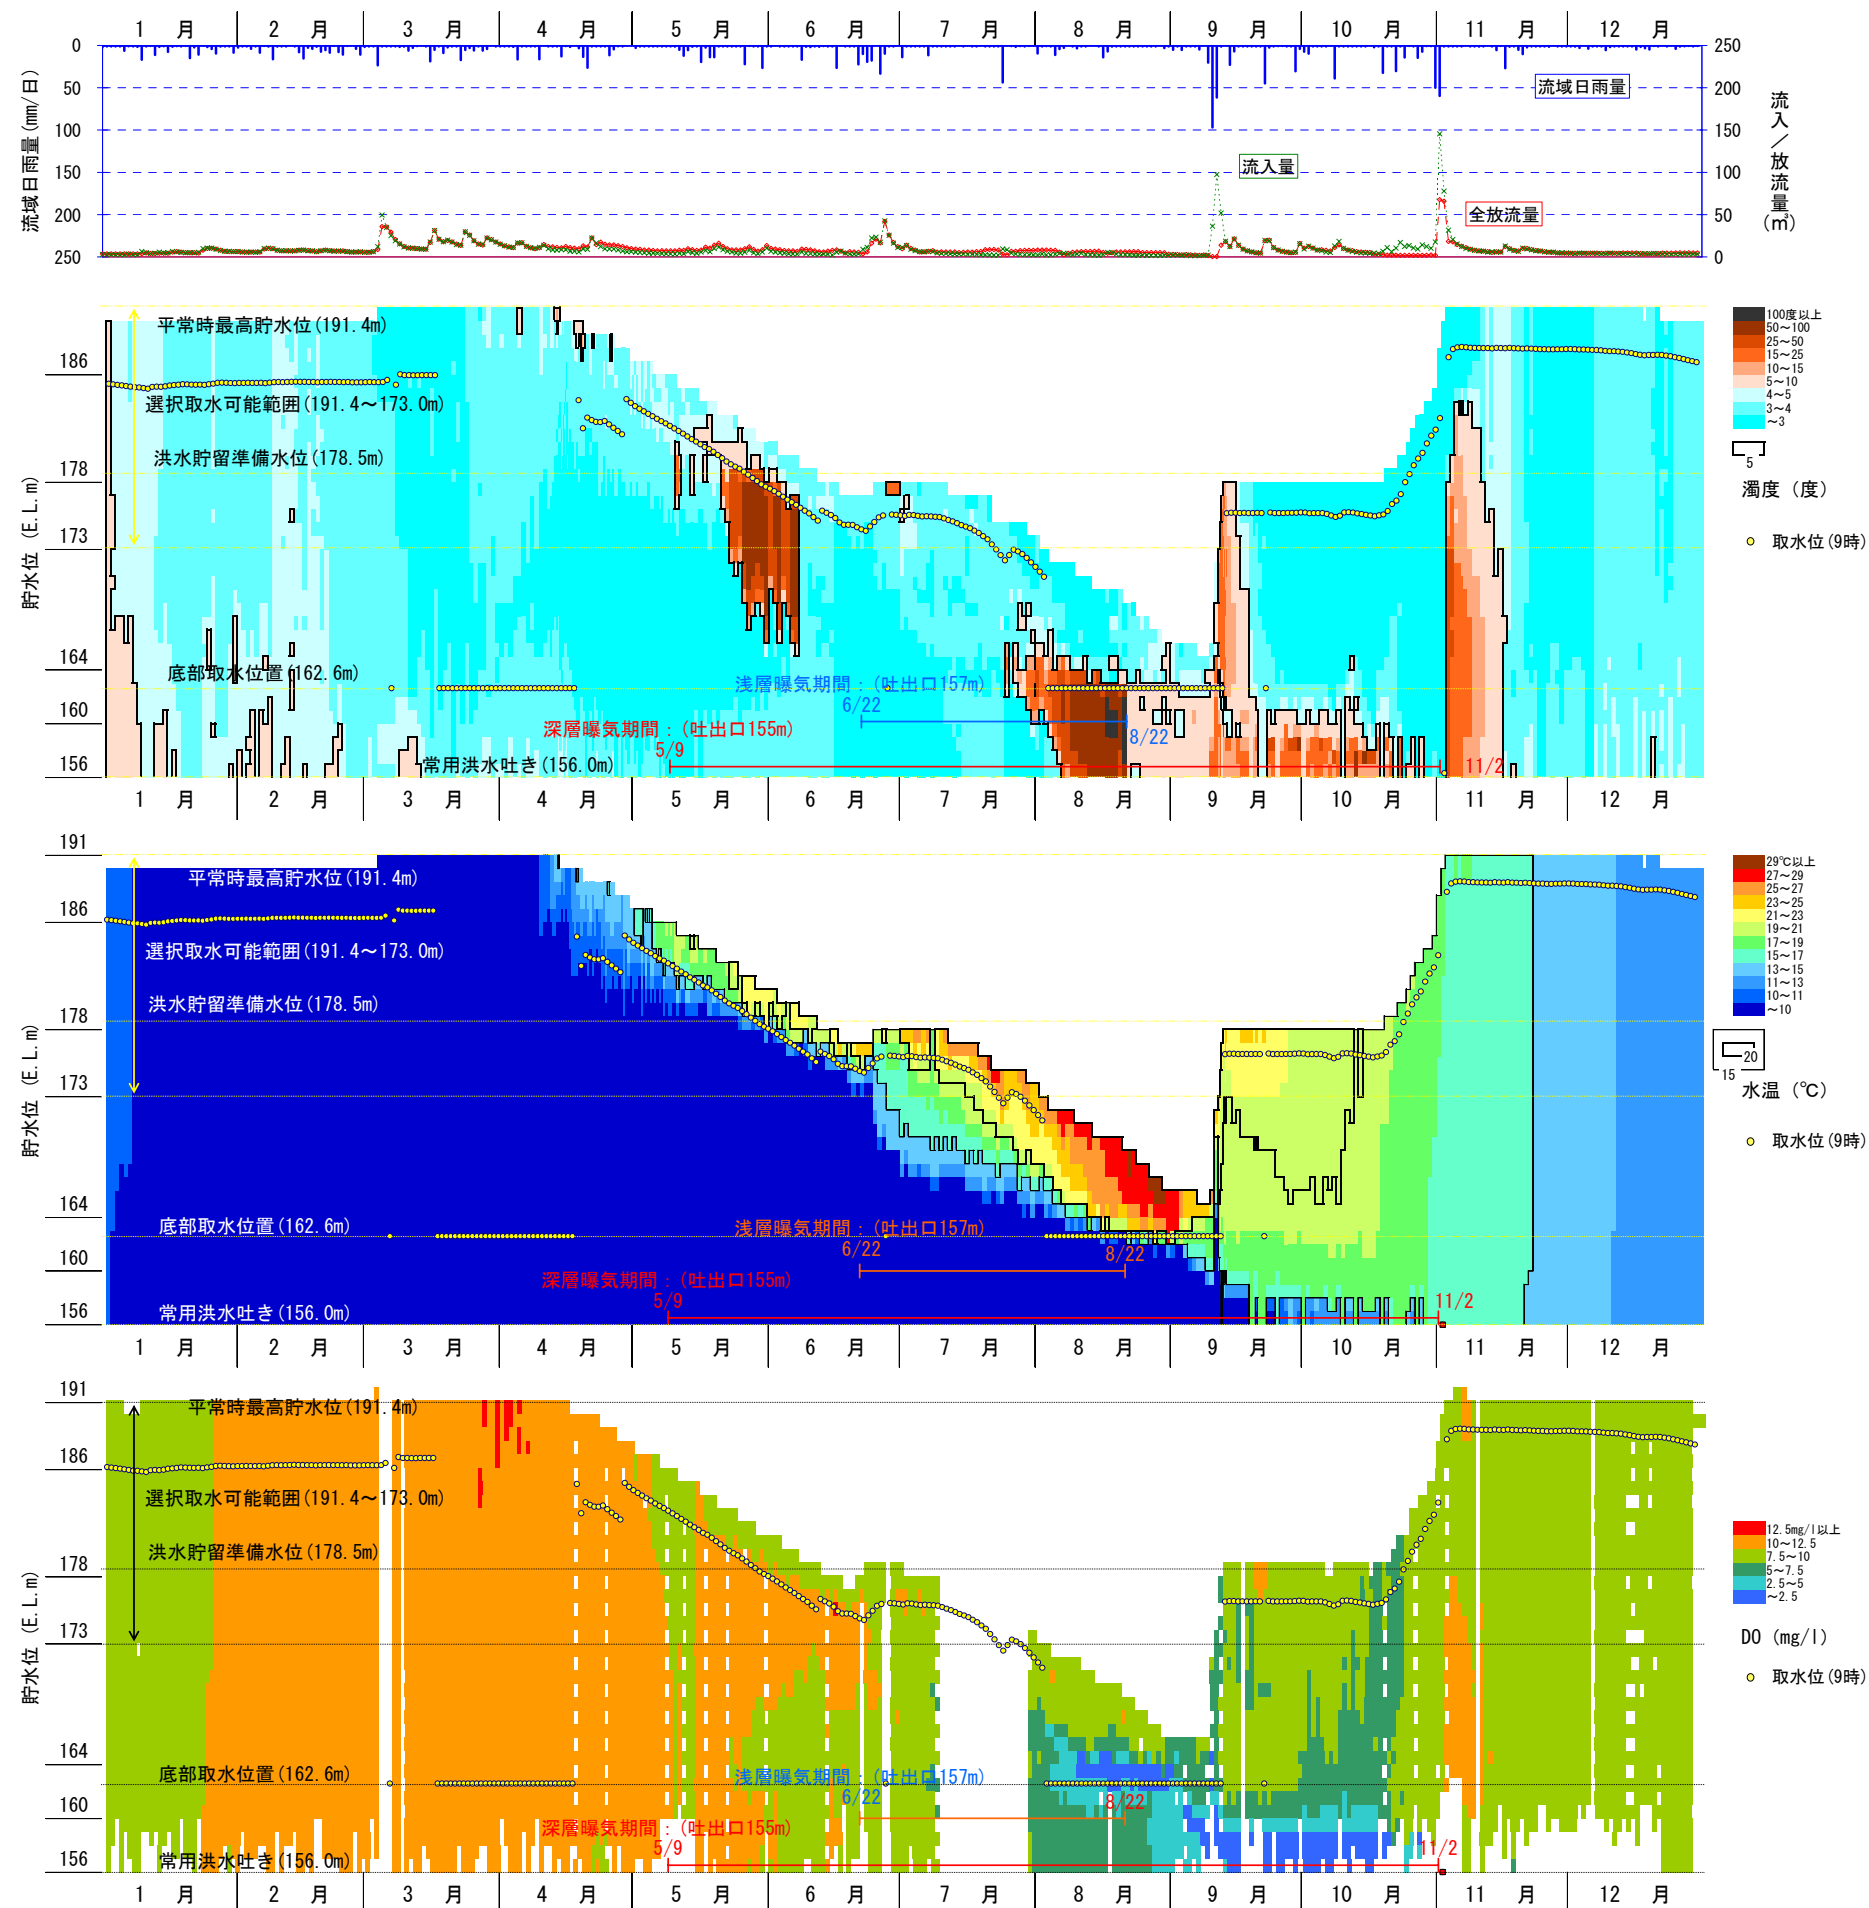 1 月 2 月 3 月 4 月 5 月 6 月 7 月 8 月 9 月 10 月 11 月 12 月
0 50 100 150 200 250
流域日雨量(mm/日)
250 200 150 100 50 0
流入/放流量(㎥)
流域日雨量
流入量
全放流量
平常時最高貯水位(191.4m)
選択取水可能範囲(191.4～173.0m)
洪水貯留準備水位(178.5m)
底部取水位置(162.6m)
浅層曝気期間：(吐出口157m)
6/22
8/22
深層曝気期間：(吐出口155m)
5/9
11/2
常用洪水吐き(156.0m)
186 178 173 164 160 156
貯水位 (E.L.m)
100度以上
50～100
25～50
15～25
10～15
5～10
4～5
3～4
～3
5
濁度 (度)
取水位(9時)
1 月 2 月 3 月 4 月 5 月 6 月 7 月 8 月 9 月 10 月 11 月 12 月
191 186 178 173 164 160 156
貯水位 (E.L.m)
平常時最高貯水位(191.4m)
選択取水可能範囲(191.4～173.0m)
洪水貯留準備水位(178.5m)
底部取水位置(162.6m)
浅層曝気期間：(吐出口157m)
6/22
8/22
深層曝気期間：(吐出口155m)
5/9
11/2
常用洪水吐き(156.0m)
29℃以上
27～29
25～27
23～25
21～23
19～21
17～19
15～17
13～15
11～13
10～11
～10
20
15
水温 (℃)
取水位(9時)
1 月 2 月 3 月 4 月 5 月 6 月 7 月 8 月 9 月 10 月 11 月 12 月
191 186 178 173 164 160 156
貯水位 (E.L.m)
平常時最高貯水位(191.4m)
選択取水可能範囲(191.4～173.0m)
洪水貯留準備水位(178.5m)
底部取水位置(162.6m)
浅層曝気期間：(吐出口157m)
6/22
8/22
深層曝気期間：(吐出口155m)
5/9
11/2
常用洪水吐き(156.0m)
12.5mg/l以上
10～12.5
7.5～10
5～7.5
2.5～5
～2.5
DO (mg/l)
取水位(9時)
1 月 2 月 3 月 4 月 5 月 6 月 7 月 8 月 9 月 10 月 11 月 12 月